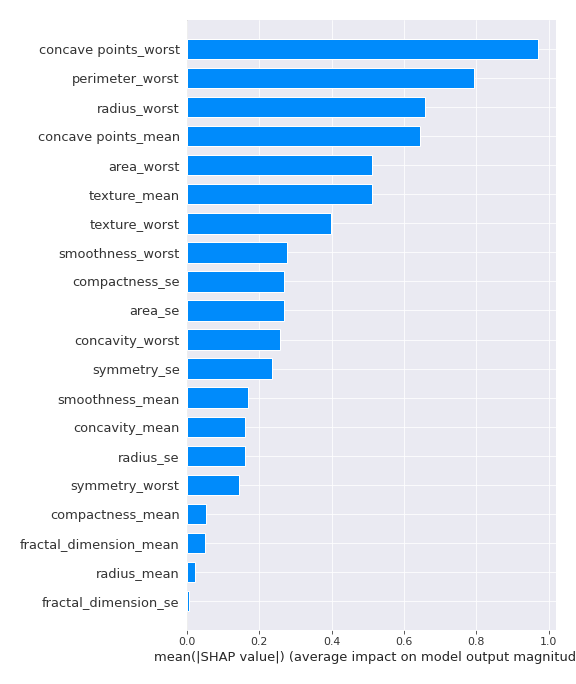 concave points_worst
perimeter_worst
radius_worst
concave points_mean
area_worst
texture_mean
texture_worst
smoothness_worst
compactness_se
area_se
concavity_worst
symmetry_se
smoothness_mean
concavity_mean
radius_se
symmetry_worst
compactness_mean
fractal_dimension_mean
radius_mean
fractal_dimension_se
0.0 0.2 0.4 0.6 0.8 1.0
mean(|SHAP value|) (average impact on model output magnitud